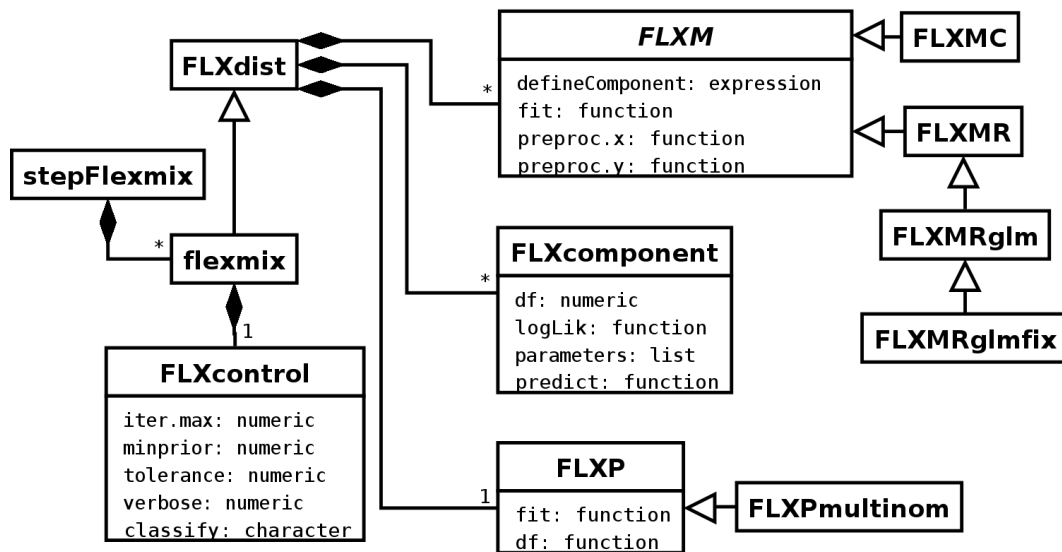 FLXdist
stepFlexmix
*
flexmix
1
FLXcontrol
iter.max: numeric
minprior: numeric
tolerance: numeric
verbose: numeric
classify: character
FLXM
*
defineComponent: expression
fit: function
preproc.x: function
preproc.y: function
FLXcomponent
*
df: numeric
logLik: function
parameters: list
predict: function
FLXP
1
fit: function
df: function
FLXMC
FLXMR
FLXMRglm
FLXMRglmfix
FLXPmultinom